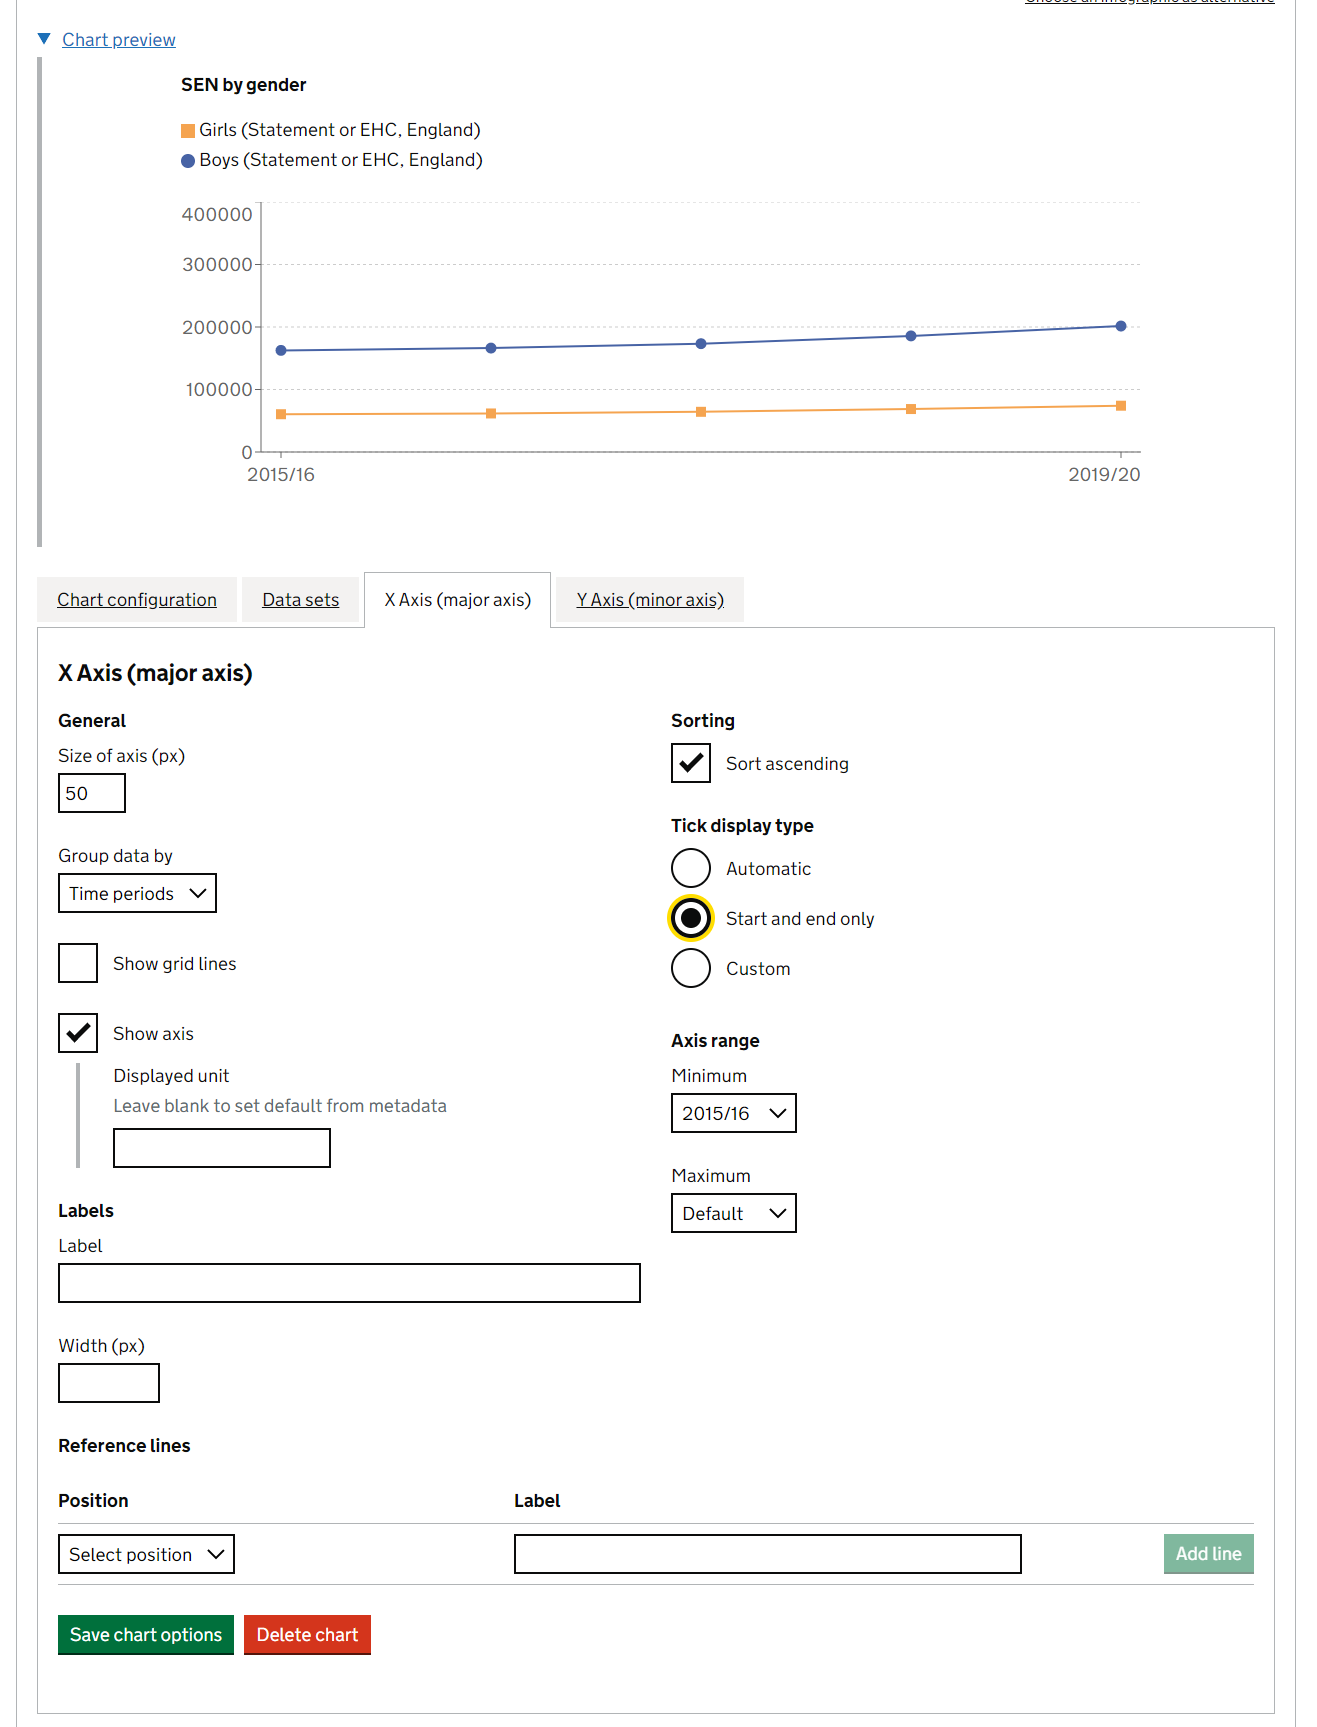 Choose an infographic as alternative
Chart preview
SEN by gender
Girls (Statement or EHC, England)
Boys (Statement or EHC, England)
400000
300000
200000
100000
0
2015/16
2019/20
Chart configuration
Data sets
X Axis (major axis)
Y Axis (minor axis)
X Axis (major axis)
General
Size of axis (px)
50
Group data by
Time periods
Show grid lines
Show axis
Displayed unit
Leave blank to set default from metadata
Labels
Label
Width (px)
Sorting
Sort ascending
Tick display type
Automatic
Start and end only
Custom
Axis range
Minimum
2015/16
Maximum
Default
Reference lines
Position
Label
Select position
Add line
Save chart options
Delete chart